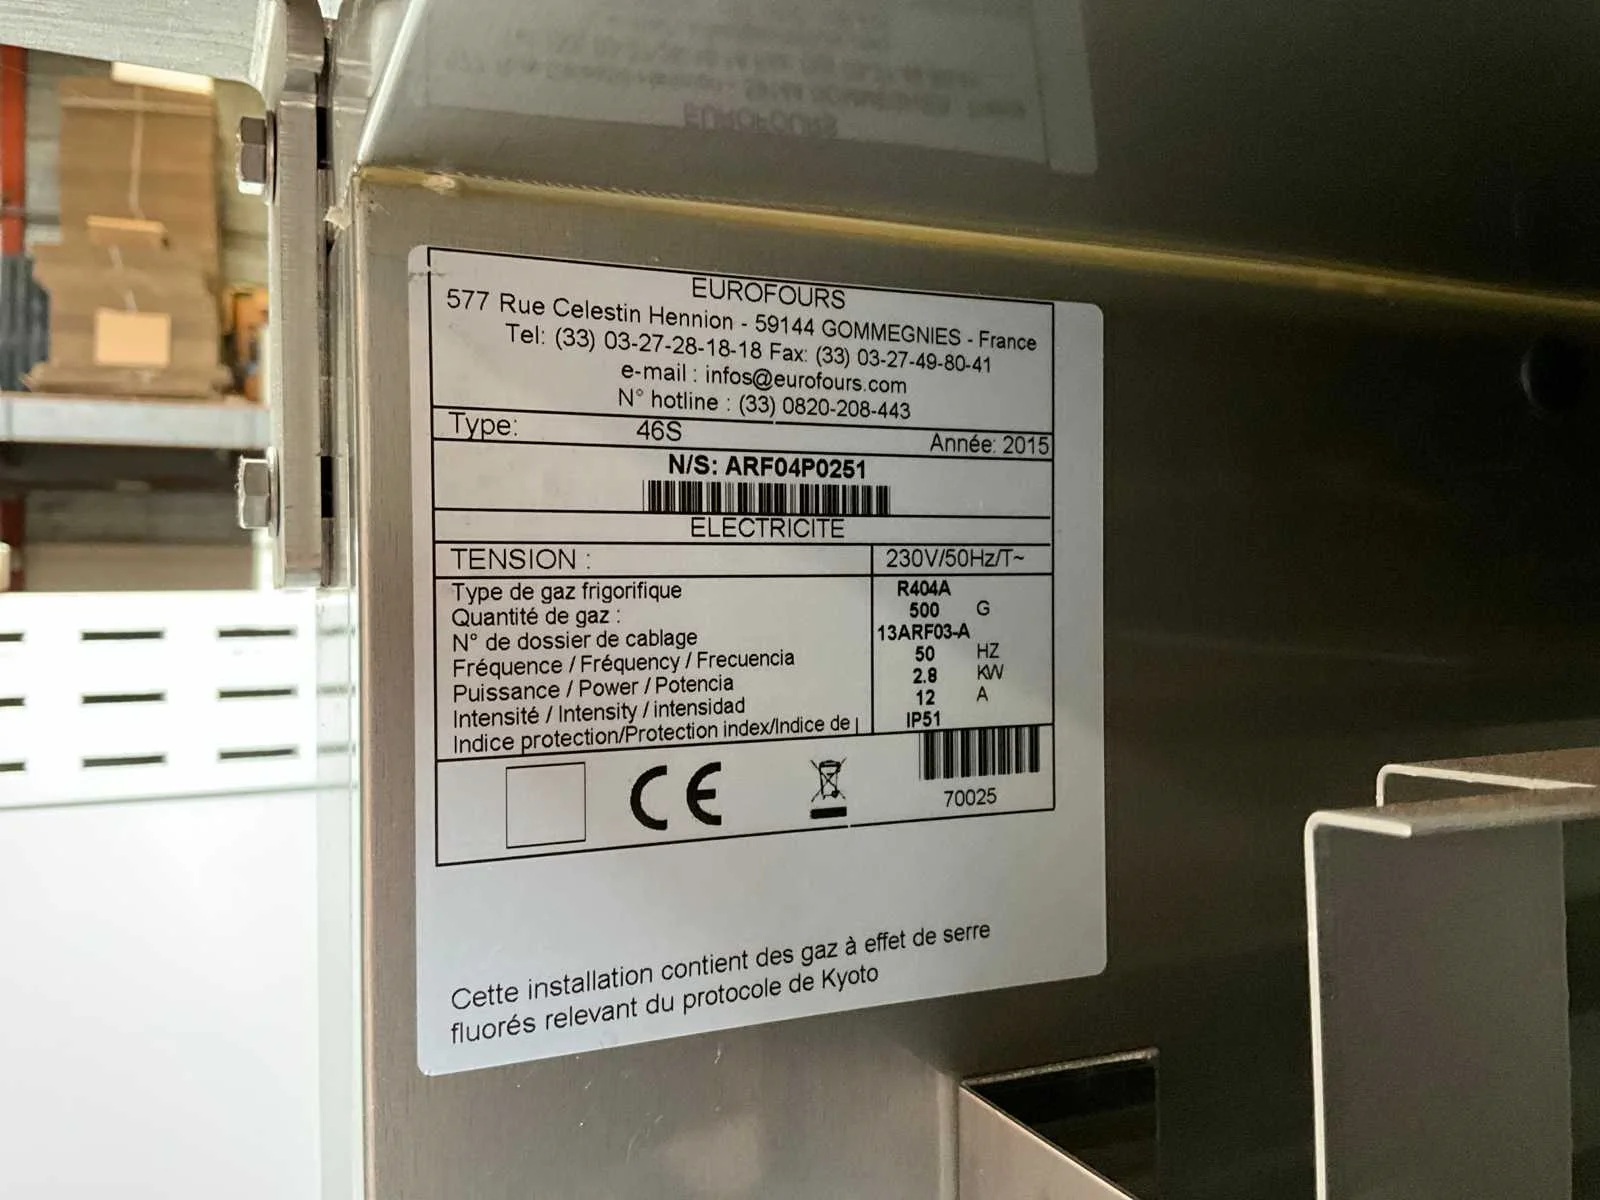 EUROFOURS
577 Rue Celestin Hennion - 59144 GOMMEGNIES - France
Tel: (33) 03-27-28-18-18 Fax: (33) 03-27-49-80-41
e-mail : infos@eurofours.com
N° hotline : (33) 0820-208-443
Type: 46S Année: 2015
N/S: ARF04P0251
ELECTRICITE
TENSION : 230V/50Hz/T~
Type de gaz frigorifique R404A
Quantité de gaz : 500 G
N° de dossier de cablage 13ARF03-A
Fréquence / Fréquency / Frecuencia 50 HZ
Puissance / Power / Potencia 2.8 KW
Intensité / Intensity / intensidad 12 A
Indice protection/Protection index/Indice de IP51
CE
70025
Cette installation contient des gaz à effet de serre
fluorés relevant du protocole de Kyoto